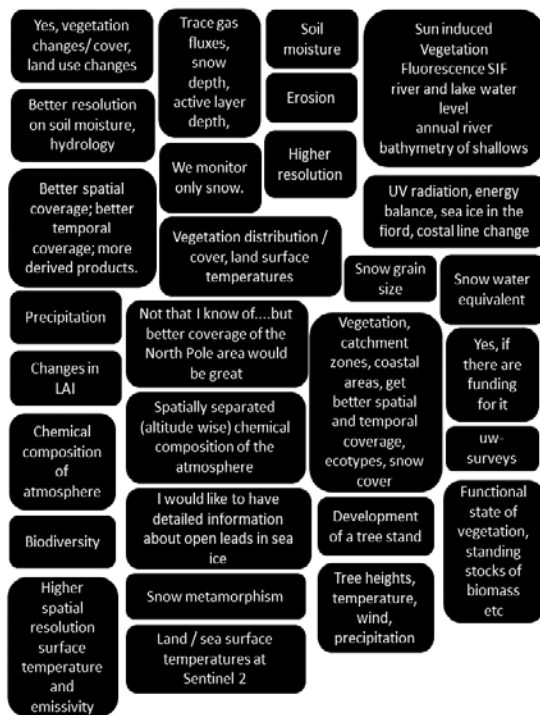 Yes, vegetation
changes/ cover,
land use changes
Trace gas
fluxes,
snow
depth,
active layer
depth,
Soil
moisture
Sun induced
Vegetation
Fluorescence SIF
river and lake water
level
annual river
bathymetry of shallows
Better resolution
on soil moisture,
hydrology
Erosion
We monitor
only snow.
Higher
resolution
Better spatial
coverage; better
temporal
coverage; more
derived products.
UV radiation, energy
balance, sea ice in the
fiord, costal line change
Vegetation distribution /
cover, land surface
temperatures
Snow grain
size
Snow water
equivalent
Precipitation
Not that I know of....but
better coverage of the
North Pole area would
be great
Vegetation,
catchment
zones, coastal
areas, get
better spatial
and temporal
coverage,
ecotypes, snow
cover
Yes, if
there are
funding
for it
Changes in
LAI
Spatially separated
(altitude wise) chemical
composition of the
atmosphere
uw-
surveys
Chemical
composition
of
atmosphere
I would like to have
detailed information
about open leads in sea
ice
Development
of a tree stand
Functional
state of
vegetation,
standing
stocks of
biomass
etc
Biodiversity
Snow metamorphism
Tree heights,
temperature,
wind,
precipitation
Higher
spatial
resolution
surface
temperature
and
emissivity
Land / sea surface
temperatures at
Sentinel 2